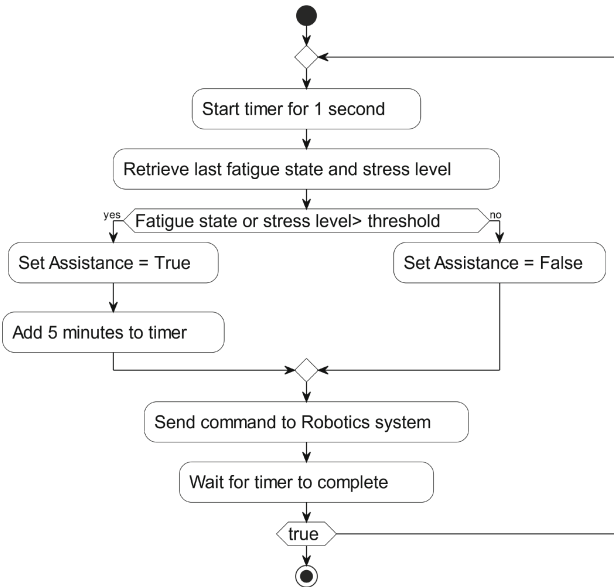 Start timer for 1 second
Retrieve last fatigue state and stress level
yes
Fatigue state or stress level> threshold
no
Set Assistance = True
Set Assistance = False
Add 5 minutes to timer
Send command to Robotics system
Wait for timer to complete
true